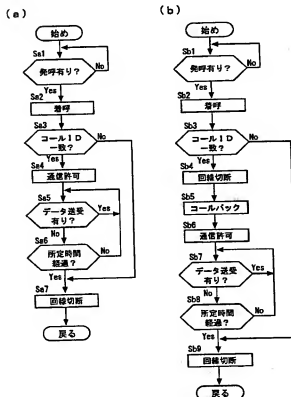 (a)
始め
Sa1
発呼有り?
No
Yes
Sa2
着呼
Sa3
コールID
一致?
No
Yes
Sa4
通信許可
Sa5
データ送受
有り?
Yes
No
Sa6
所定時間
経過?
No
Yes
Sa7
回線切断
戻る
(b)
始め
Sb1
発呼有り?
No
Yes
Sb2
着呼
Sb3
コールID
一致?
No
Yes
Sb4
回線切断
Sb5
コールバック
Sb6
通信許可
Sb7
データ送受
有り?
Yes
No
Sb8
所定時間
経過?
No
Yes
Sb9
回線切断
戻る